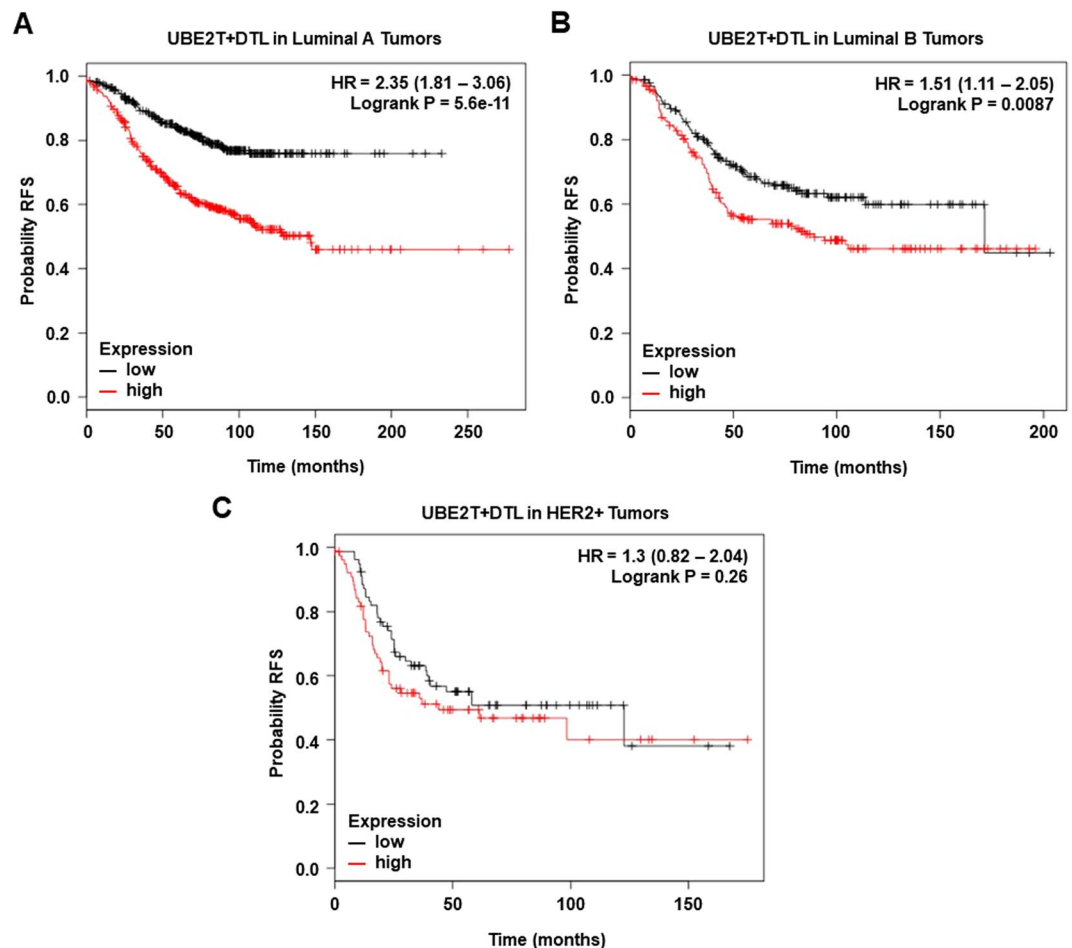 A
UBE2T+DTL in Luminal A Tumors
HR = 2.35 (1.81 – 3.06)
Logrank P = 5.6e-11
Probability RFS
1.0
0.8
0.6
0.4
0.2
0.0
Expression
low
high
0 50 100 150 200 250
Time (months)
B
UBE2T+DTL in Luminal B Tumors
HR = 1.51 (1.11 – 2.05)
Logrank P = 0.0087
Probability RFS
1.0
0.8
0.6
0.4
0.2
0.0
Expression
low
high
0 50 100 150 200
Time (months)
C
UBE2T+DTL in HER2+ Tumors
HR = 1.3 (0.82 – 2.04)
Logrank P = 0.26
Probability RFS
1.0
0.8
0.6
0.4
0.2
0.0
Expression
low
high
0 50 100 150
Time (months)